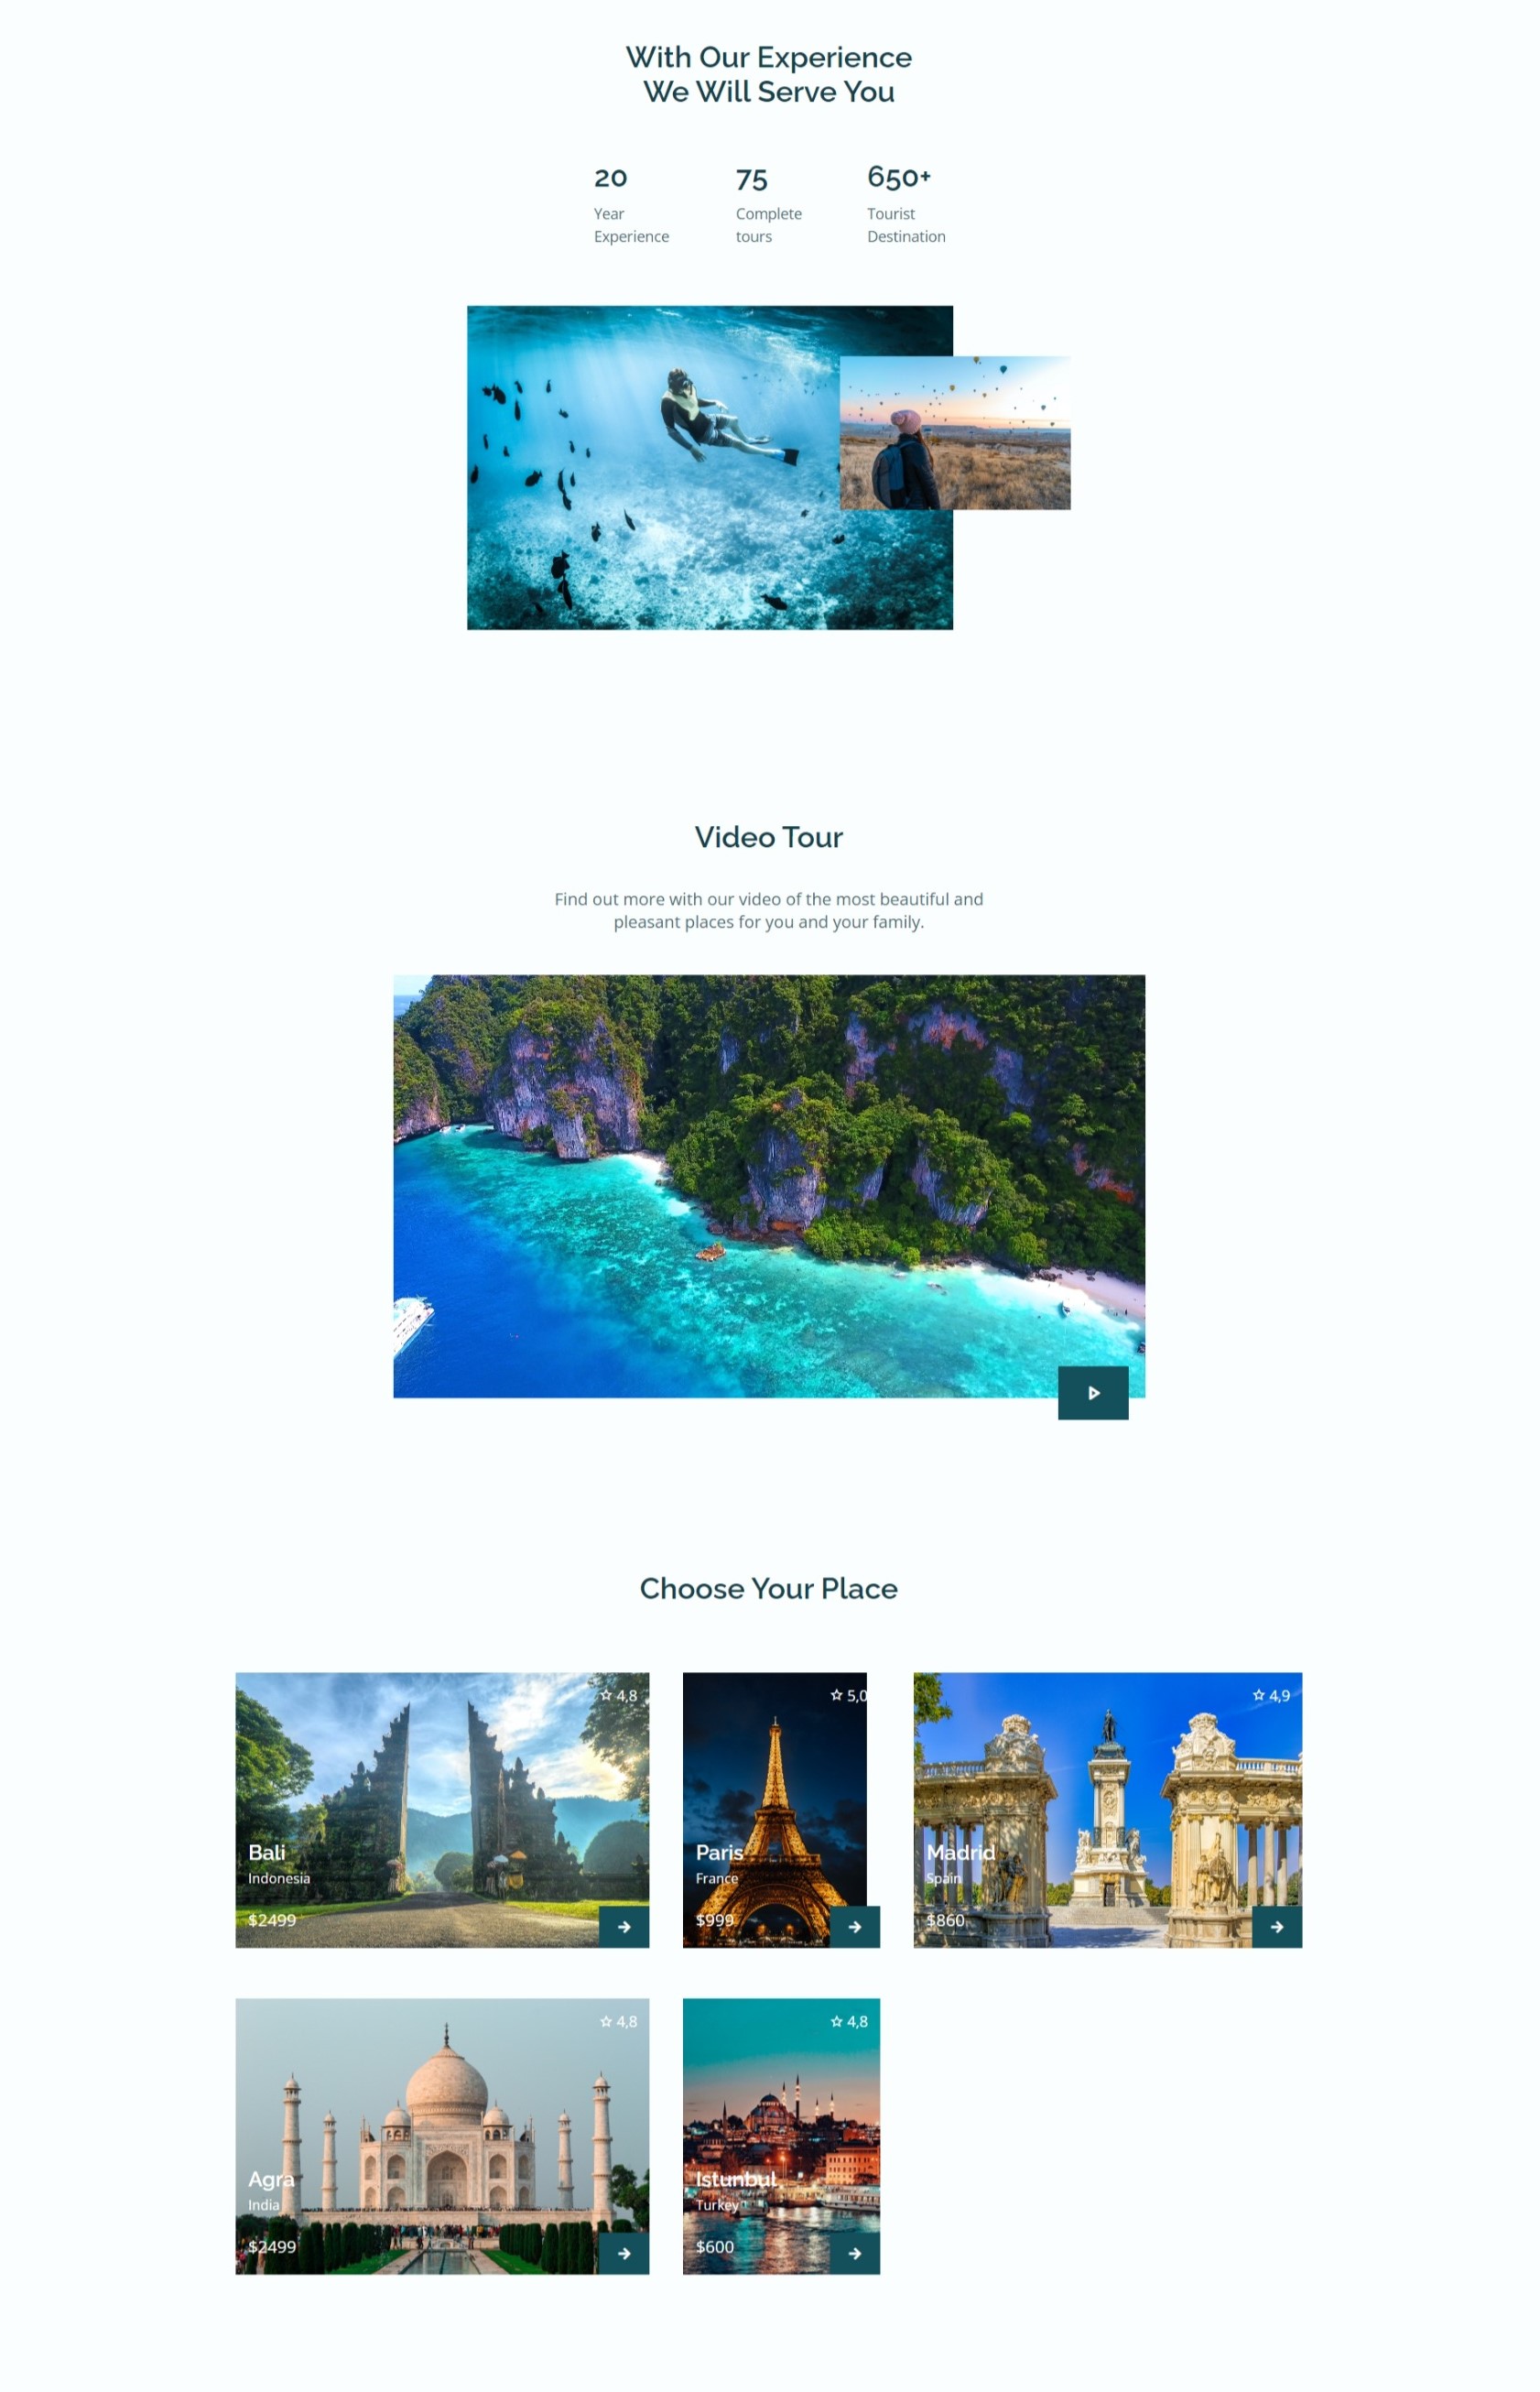 With Our Experience
We Will Serve You
20
Year
Experience
75
Complete
tours
650+
Tourist
Destination
Video Tour
Find out more with our video of the most beautiful and
pleasant places for you and your family.
Choose Your Place
4,8
Bali
Indonesia
$2499
5,0
Paris
France
$999
4,9
Madrid
Spain
$860
4,8
Agra
India
$2499
4,8
Istunbul
Turkey
$600